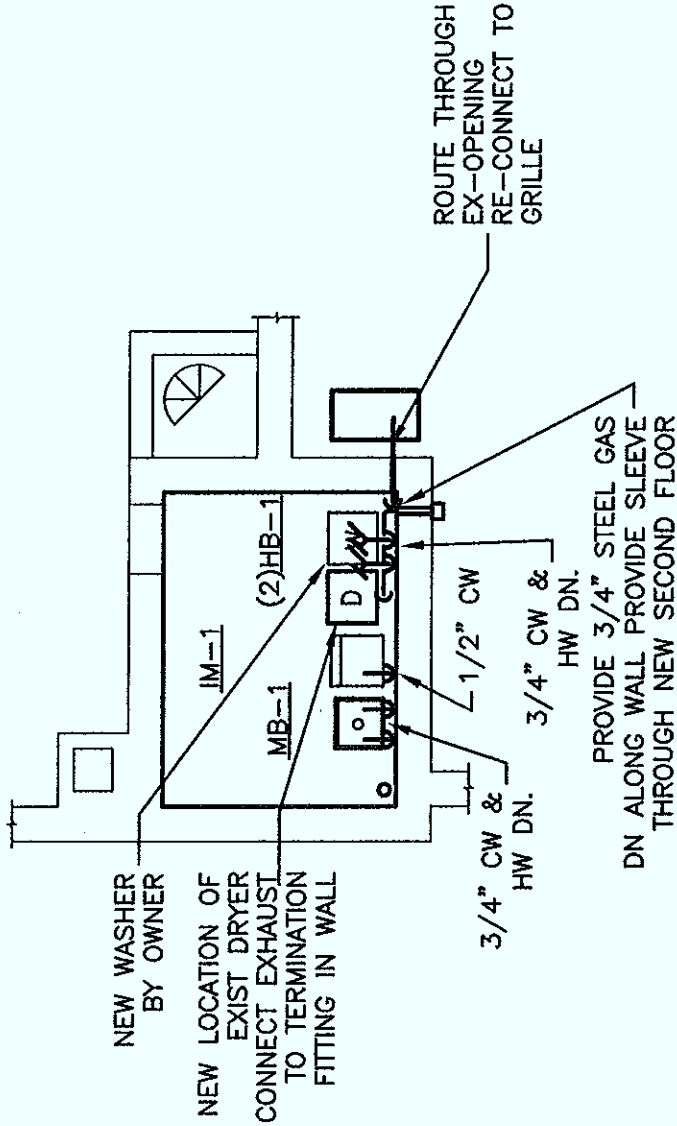 NEW WASHER
BY OWNER
NEW LOCATION OF
EXIST DRYER
CONNECT EXHAUST
TO TERMINATION
FITTING IN WALL
IM-1
MB-1
(2)HB-1
D
W
ROUTE THROUGH
EX-OPENING
RE-CONNECT TO
GRILLE
3/4" CW &
HW DN.
1/2" CW
3/4" CW &
HW DN.
PROVIDE 3/4" STEEL GAS
DN ALONG WALL PROVIDE SLEEVE
THROUGH NEW SECOND FLOOR